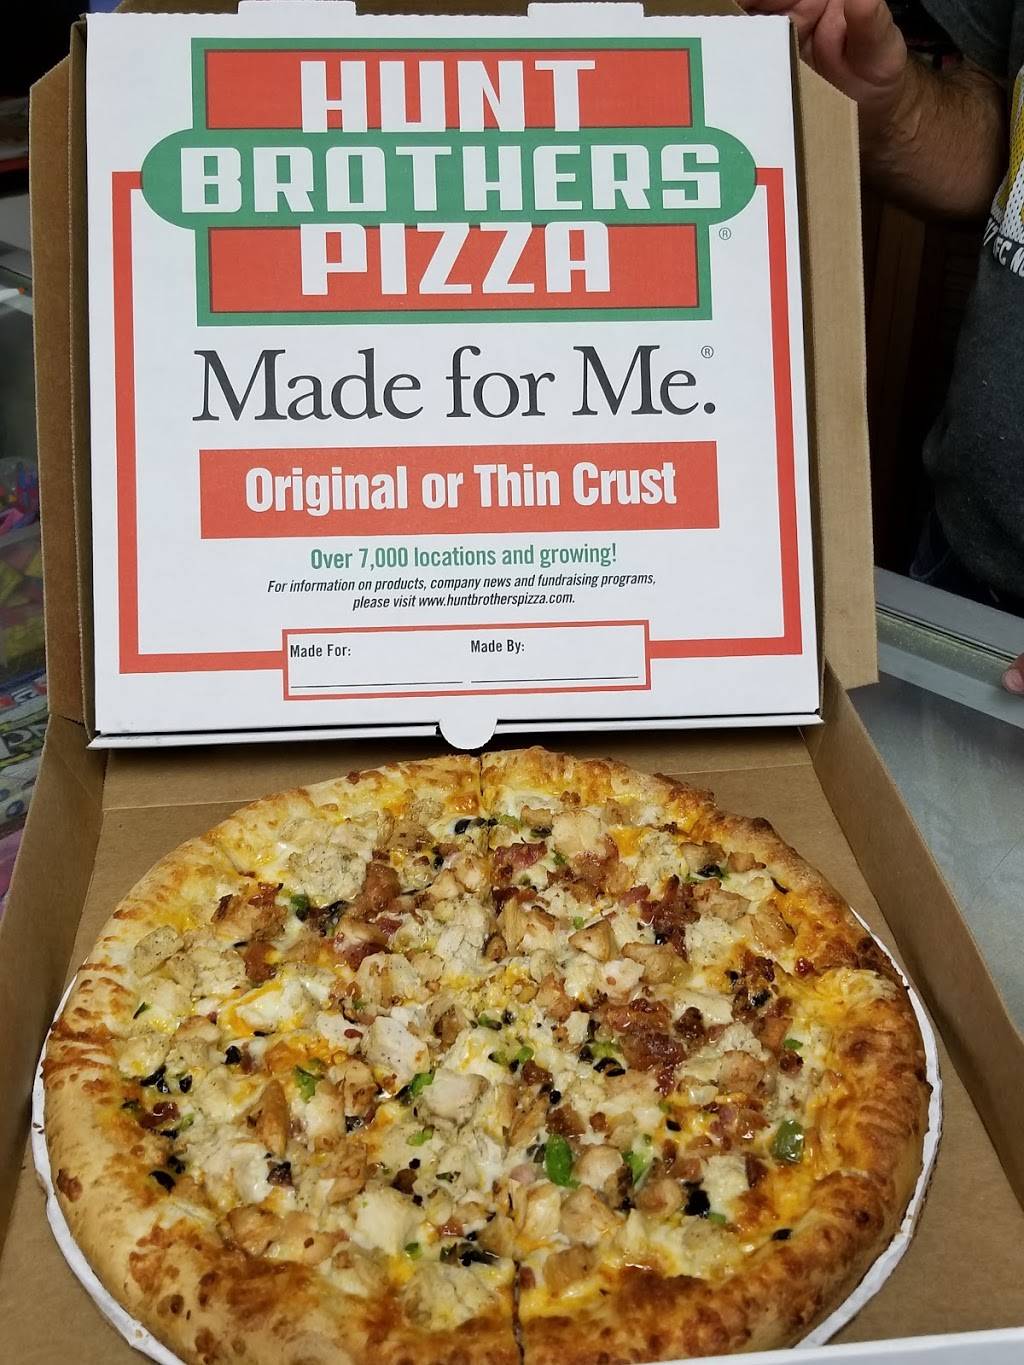 HUNT
BROTHERS
PIZZA®
Made for Me.®
Original or Thin Crust
Over 7,000 locations and growing!
For information on products, company news and fundraising programs,
please visit www.huntbrotherspizza.com.
Made For: Made By: